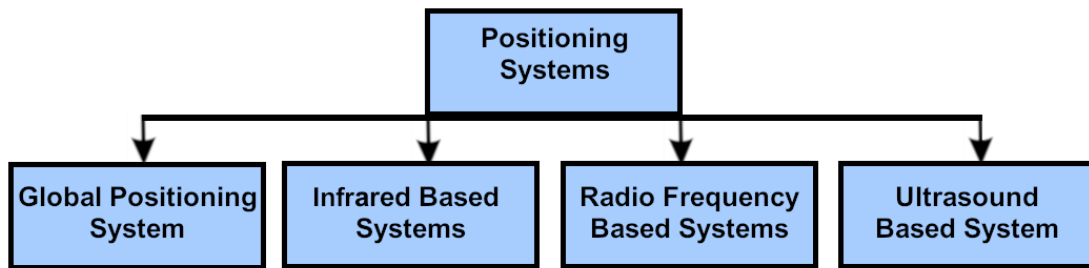 Positioning
Systems
Global Positioning
System
Infrared Based
Systems
Radio Frequency
Based Systems
Ultrasound
Based System